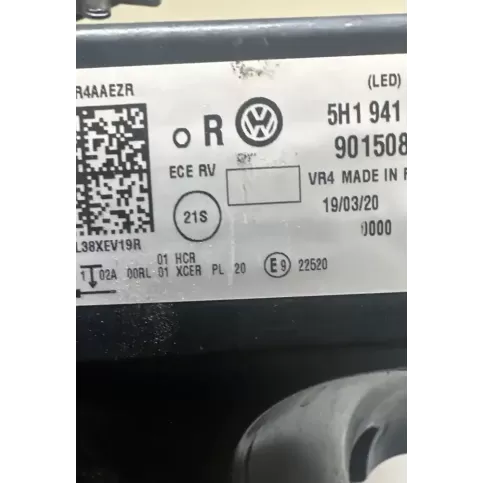 R4AAEZR
(LED)
R
5H1 941
901508
ECE RV
VR4 MADE IN
21S
19/03/20
0000
L38XEV19R
01 HCR
1 02A 00RL 01 XCER PL 20 E9 22520